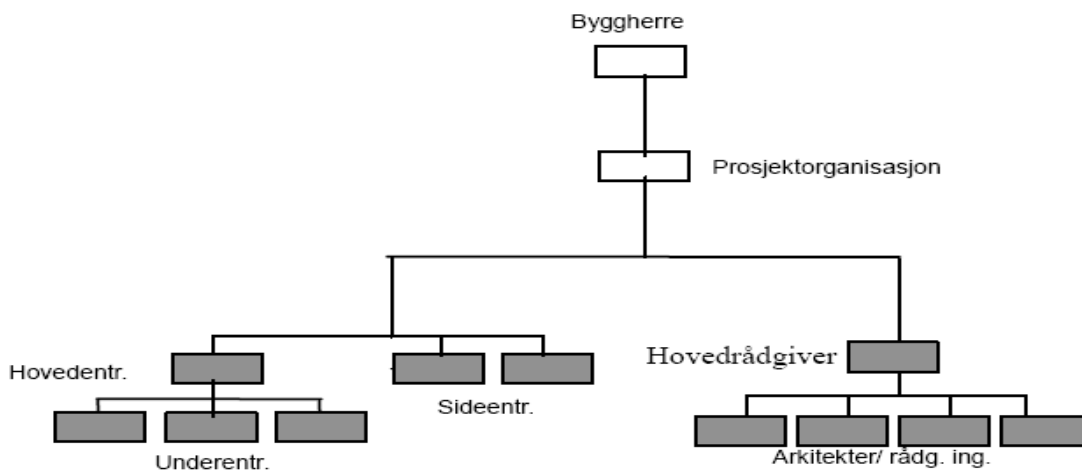 Byggherre
Prosjektorganisasjon
Hovedentr.
Sideentr.
Underentr.
Hovedrådgiver
Arkitekter/ rådg. ing.